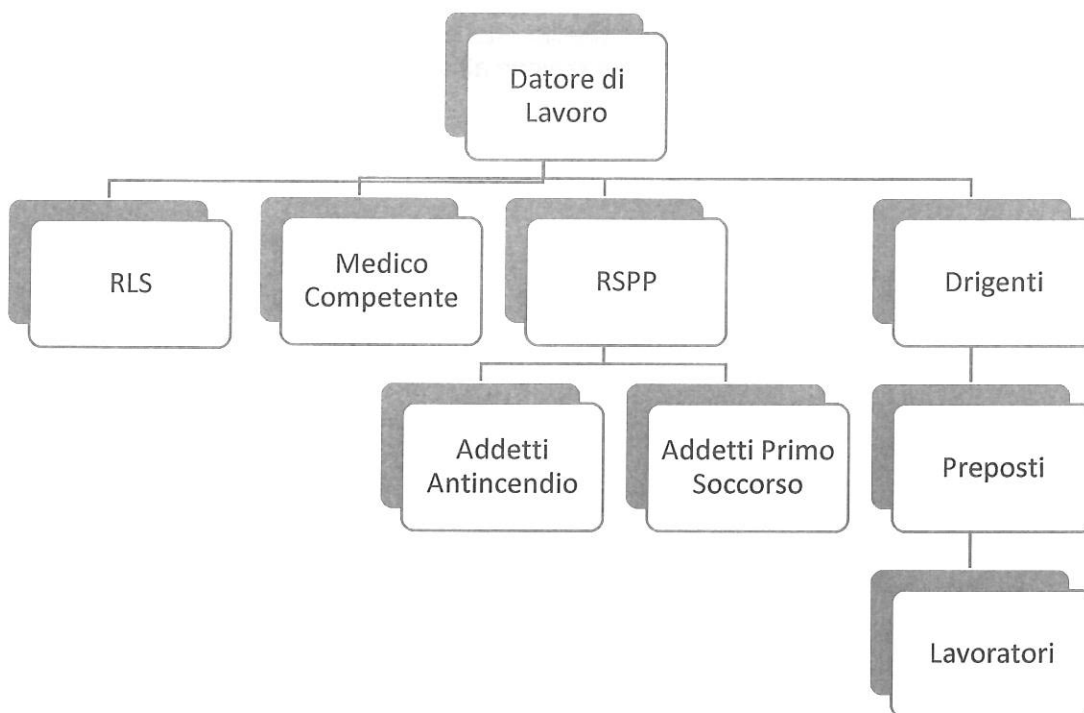 Datore di
Lavoro
RLS
Medico
Competente
RSPP
Drigenti
Addetti
Antincendio
Addetti Primo
Soccorso
Preposti
Lavoratori